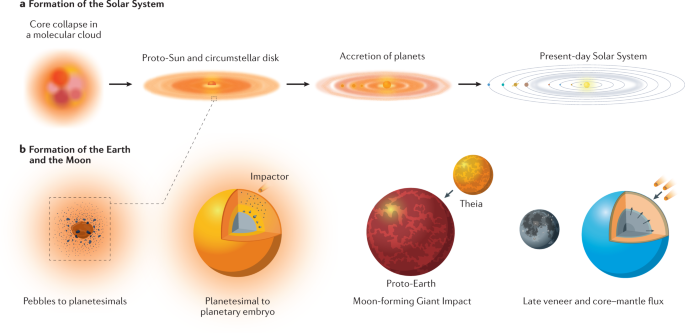 a Formation of the Solar System
Core collapse in
a molecular cloud
Proto-Sun and circumstellar disk
Accretion of planets
Present-day Solar System
b Formation of the Earth
and the Moon
Impactor
Theia
Proto-Earth
Pebbles to planetesimals
Planetesimal to
planetary embryo
Moon-forming Giant Impact
Late veneer and core–mantle flux